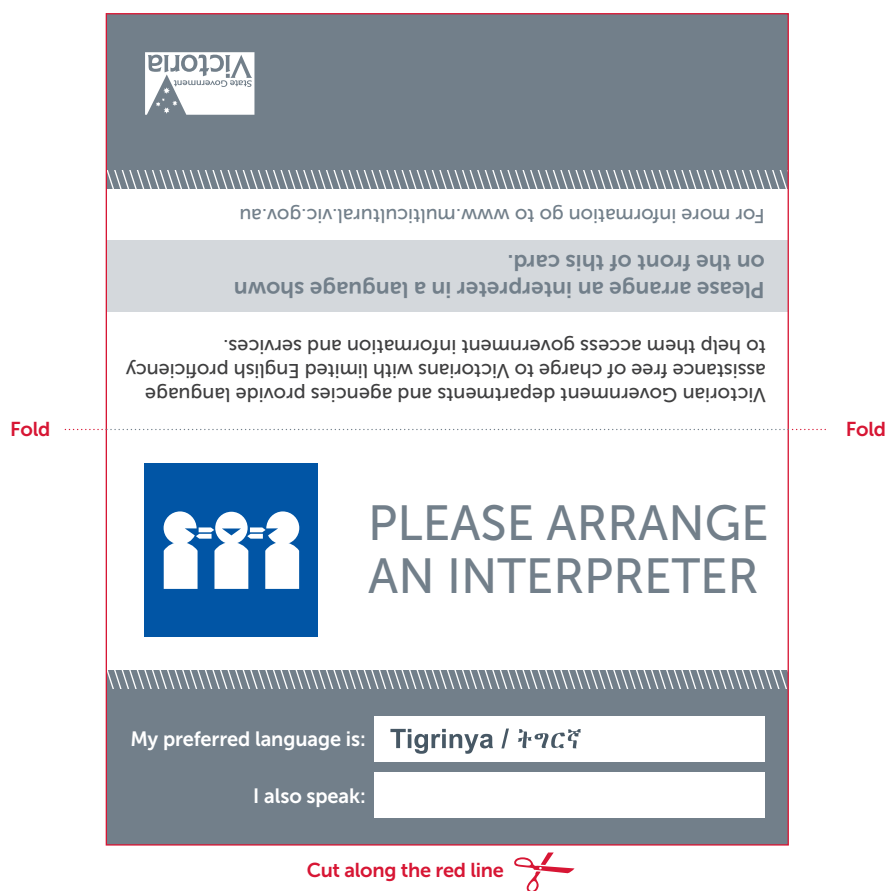 State Government
Victoria
For more information go to www.multicultural.vic.gov.au
Please arrange an interpreter in a language shown
on the front of this card.
Victorian Government departments and agencies provide language
assistance free of charge to Victorians with limited English proficiency
to help them access government information and services.
Fold
Fold
PLEASE ARRANGE
AN INTERPRETER
My preferred language is: Tigrinya / ትግርኛ
I also speak:
Cut along the red line